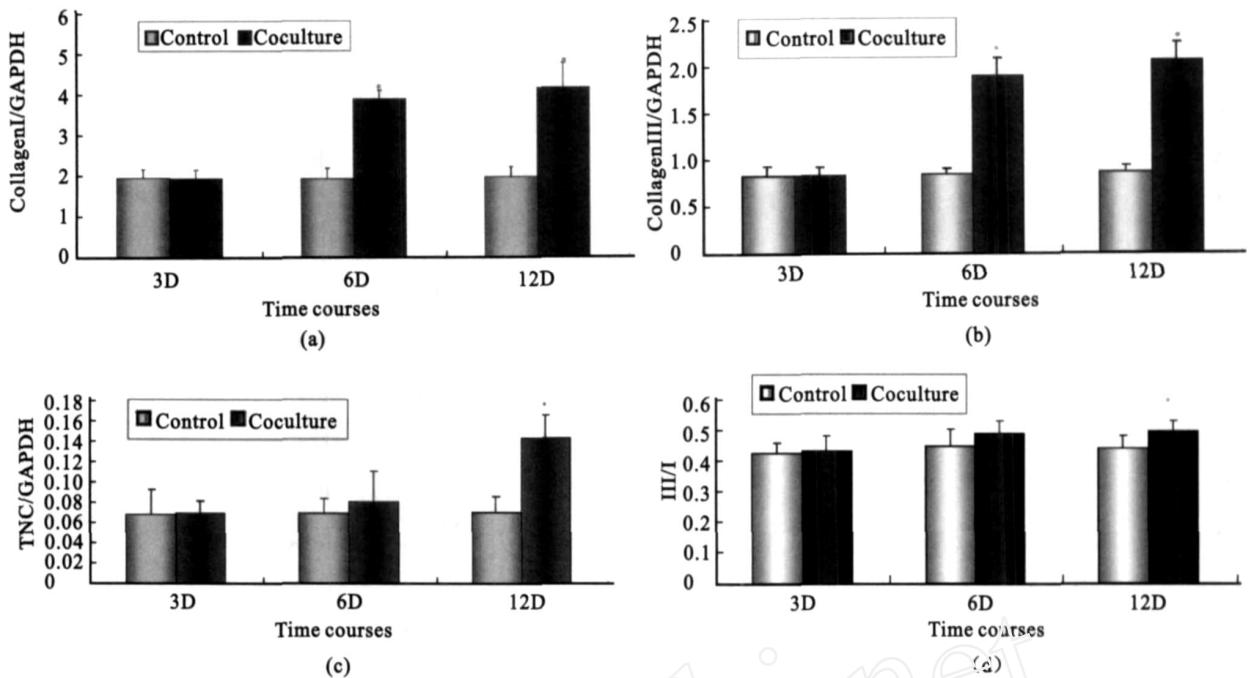 Control Coculture
CollagenI/GAPDH
6
5
4
3
2
1
0
3D 6D 12D
Time courses
(a)
Control Coculture
CollagenIII/GAPDH
2.5
2.0
1.5
1.0
0.5
0
3D 6D 12D
Time courses
(b)
Control Coculture
TNC/GAPDH
0.18
0.16
0.14
0.12
0.10
0.08
0.06
0.04
0.02
0
3D 6D 12D
Time courses
(c)
Control Coculture
III/I
0.6
0.5
0.4
0.3
0.2
0.1
0
3D 6D 12D
Time courses
(d)